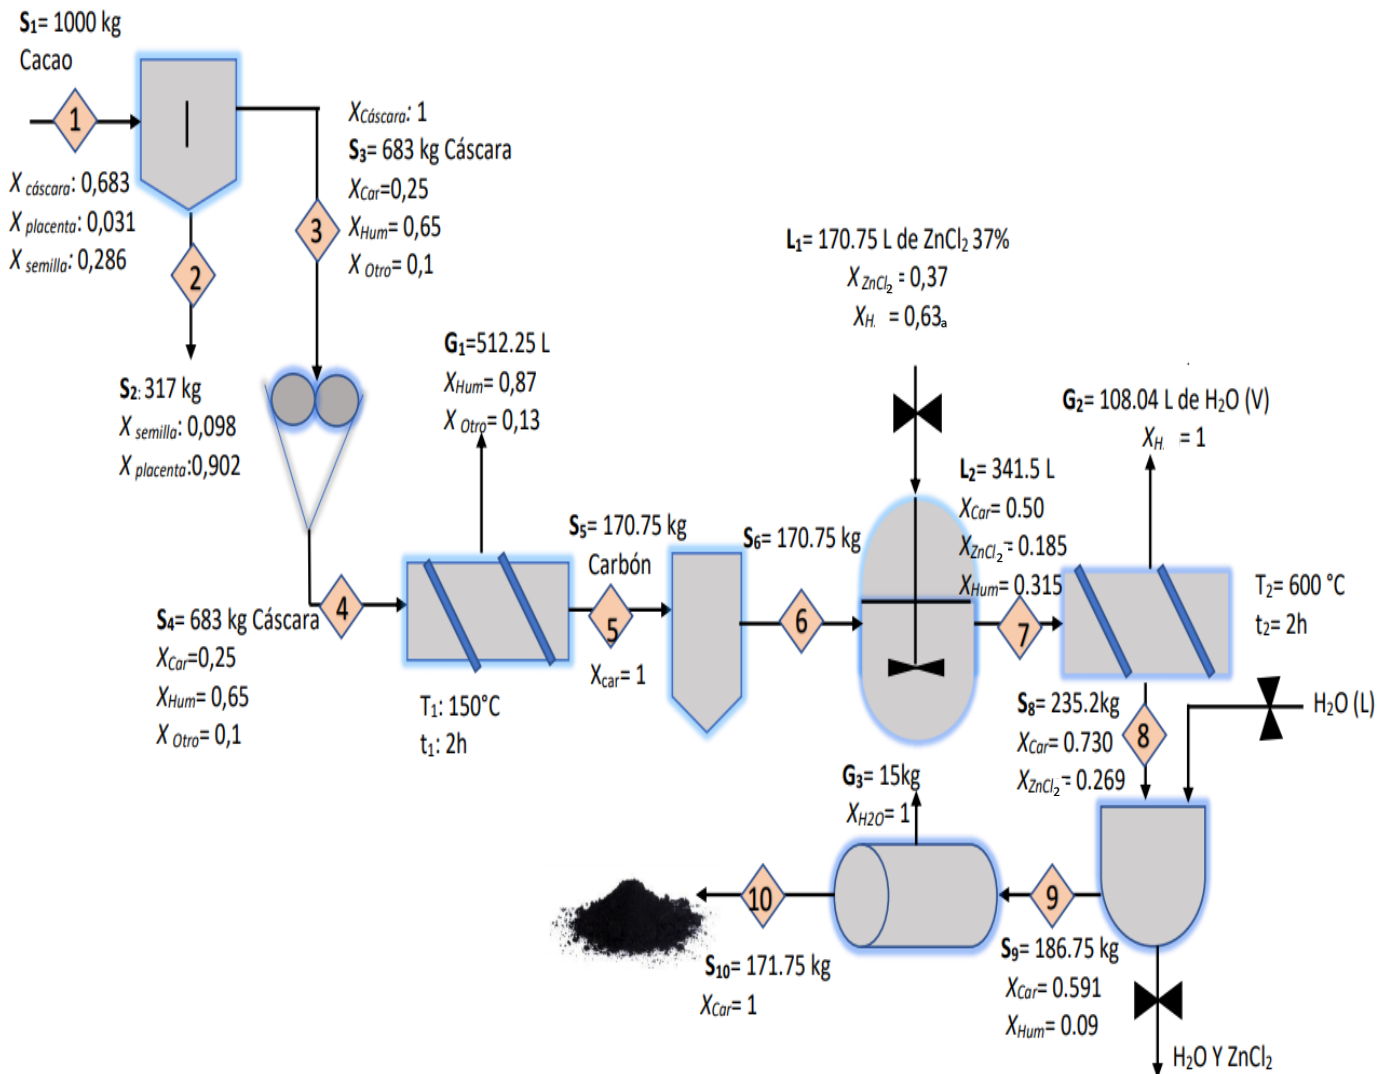 S₁= 1000 kg
Cacao
1
X cáscara: 0,683
X placenta: 0,031
X semilla: 0,286
2
S₂: 317 kg
X semilla: 0,098
X placenta:0,902
XCáscara: 1
S₃= 683 kg Cáscara
XCar=0,25
XHum= 0,65
X Otro= 0,1
3
S₄= 683 kg Cáscara
XCar=0,25
XHum= 0,65
X Otro= 0,1
4
G₁=512.25 L
XHum= 0,87
X Otro= 0,13
T₁: 150°C
t₁: 2h
S₅= 170.75 kg
Carbón
5
Xcar= 1
S₆= 170.75 kg
6
L₁= 170.75 L de ZnCl₂ 37%
X ZnCl₂ = 0,37
XH. = 0,63a
L₂= 341.5 L
XCar= 0.50
XZnCl₂= 0.185
XHum= 0.315
7
G₂= 108.04 L de H₂O (V)
XH. = 1
T₂= 600 °C
t₂= 2h
S₈= 235.2kg
XCar= 0.730
XZnCl₂= 0.269
8
H₂O (L)
G₃= 15kg
XH2O= 1
9
S₉= 186.75 kg
XCar= 0.591
XHum= 0.09
10
S₁₀= 171.75 kg
XCar= 1
H₂O Y ZnCl₂